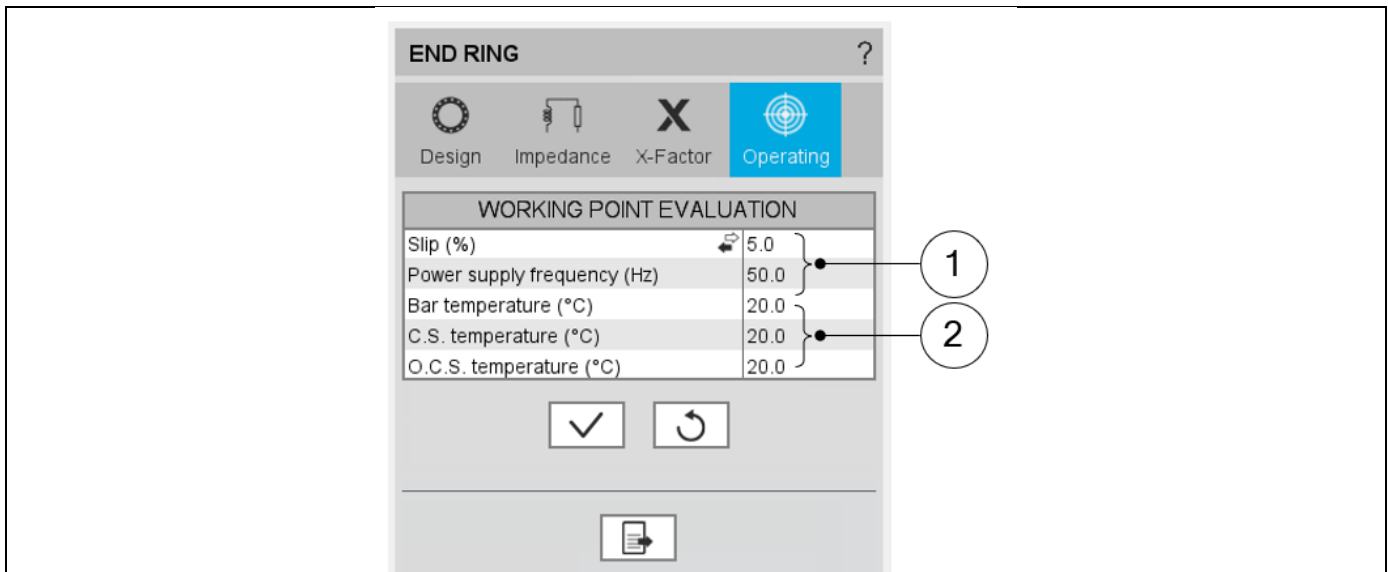 END RING ?
Design Impedance X-Factor Operating
WORKING POINT EVALUATION
Slip (%) 5.0
Power supply frequency (Hz) 50.0
1
Bar temperature (°C) 20.0
C.S. temperature (°C) 20.0
2
O.C.S. temperature (°C) 20.0